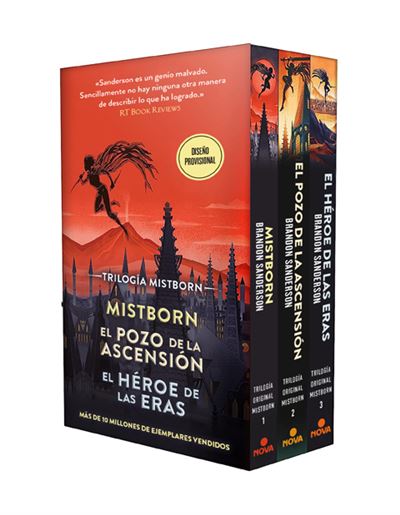 «Sanderson es un genio malvado.
Sencillamente no hay ninguna otra manera
de describir lo que ha logrado.»
RT Book Reviews
DISEÑO
PROVISIONAL
TRILOGÍA MISTBORN
MISTBORN
EL POZO DE LA
ASCENSIÓN
EL HÉROE DE
LAS ERAS
MÁS DE 10 MILLONES DE EJEMPLARES VENDIDOS
MISTBORN
BRANDON SANDERSON
TRILOGÍA
ORIGINAL
MISTBORN
1
NOVA
EL POZO DE LA ASCENSIÓN
BRANDON SANDERSON
TRILOGÍA
ORIGINAL
MISTBORN
2
NOVA
EL HÉROE DE LAS ERAS
BRANDON SANDERSON
TRILOGÍA
ORIGINAL
MISTBORN
3
NOVA